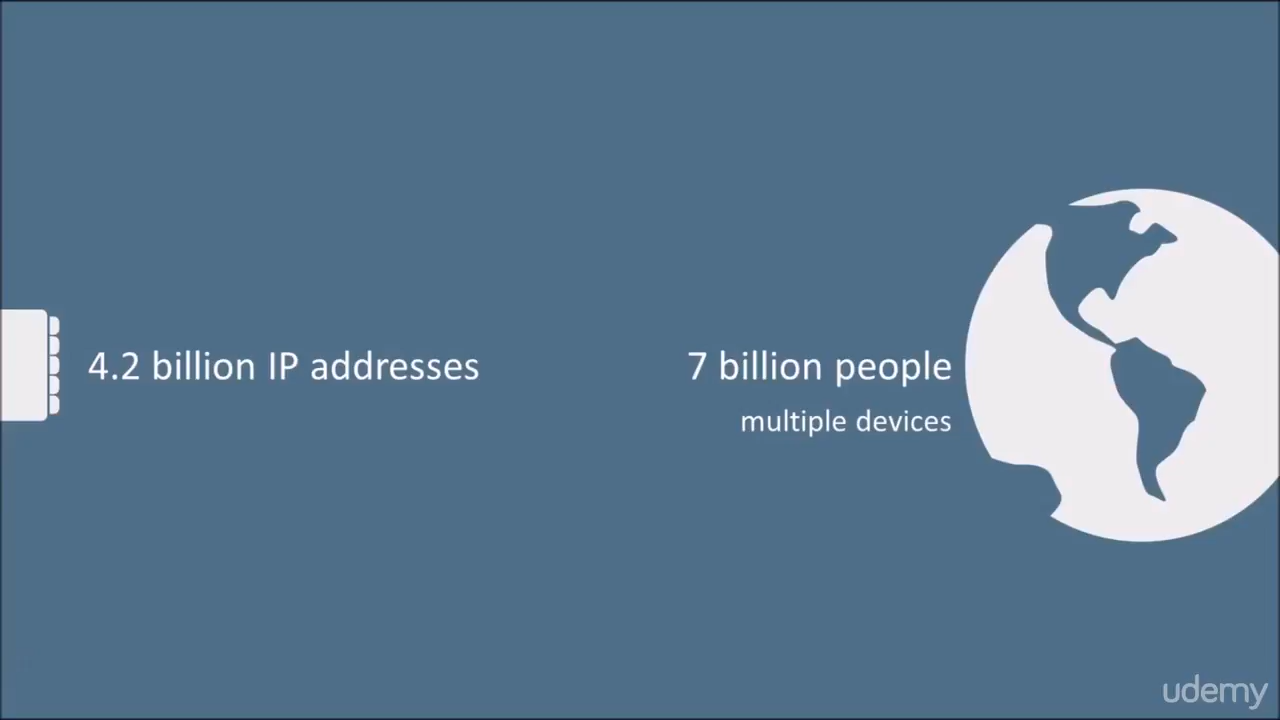 4.2 billion IP addresses
7 billion people
multiple devices
udemy